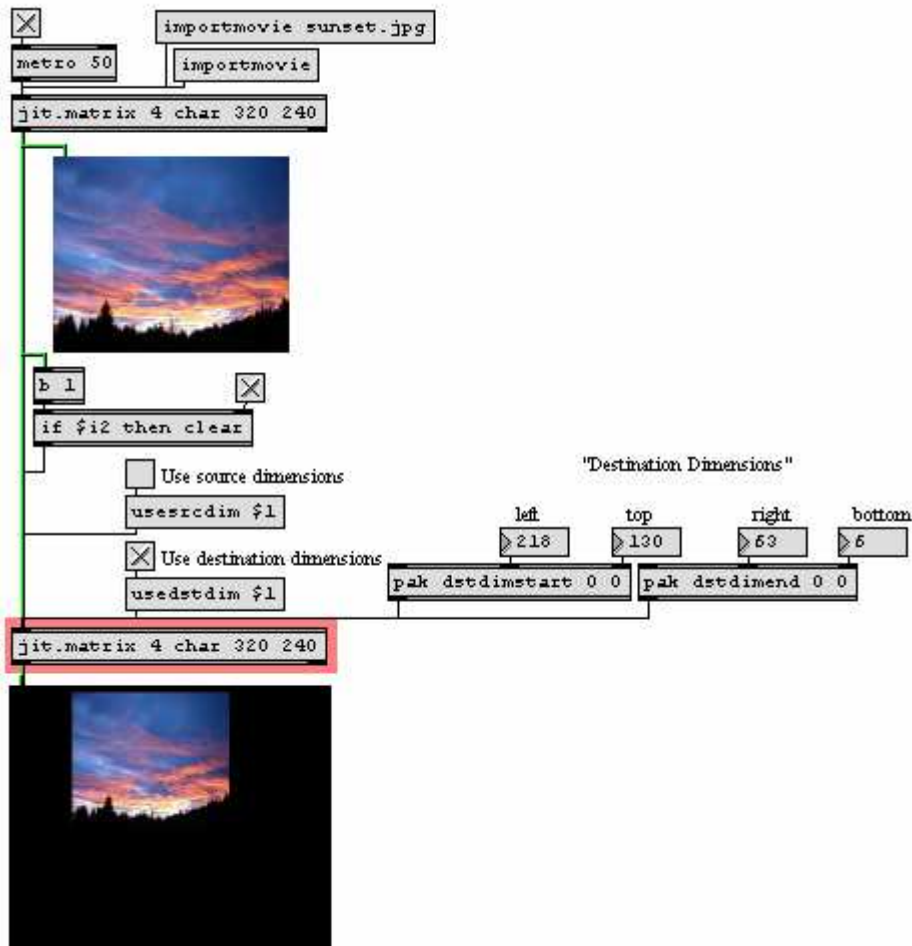 importmovie sunset.jpg
metro 50
importmovie
jit.matrix 4 char 320 240
b 1
if $i2 then clear
Use source dimensions
"Destination Dimensions"
usesrcdim $1
left top right bottom
218 130 63 6
Use destination dimensions
pak dstdimstart 0 0 pak dstdimend 0 0
usedstdim $1
jit.matrix 4 char 320 240